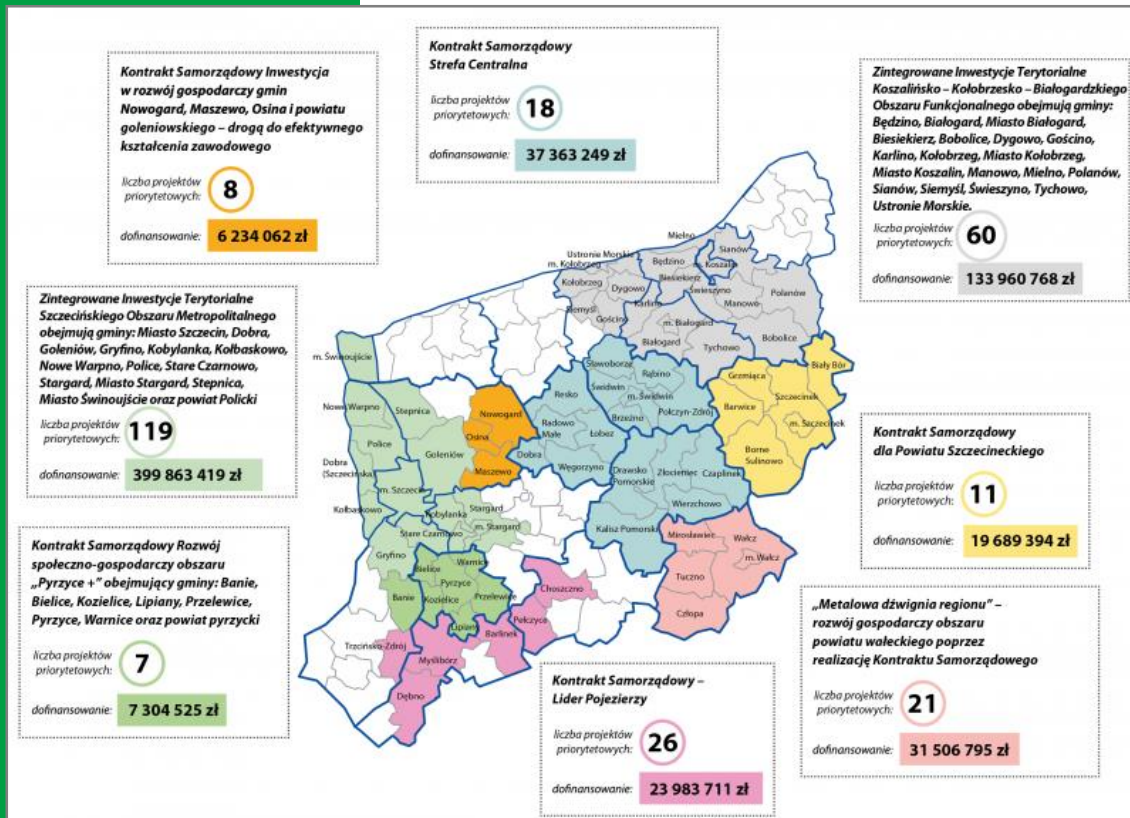 Kontrakt Samorządowy
Strefa Centralna
liczba projektów
priorytetowych:
18
dofinansowanie:
37 363 249 zł
Kontrakt Samorządowy Inwestycja
w rozwój gospodarczy gmin
Nowogard, Maszewo, Osina i powiatu
goleniowskiego – drogą do efektywnego
kształcenia zawodowego
liczba projektów
priorytetowych:
8
dofinansowanie:
6 234 062 zł
Zintegrowane Inwestycje Terytorialne
Koszalińsko – Kołobrzesko – Białogardzkiego
Obszaru Funkcjonalnego obejmują gminy:
Będzino, Białogard, Miasto Białogard,
Biesiekierz, Bobolice, Dygowo, Gościno,
Karlino, Kołobrzeg, Miasto Kołobrzeg,
Miasto Koszalin, Manowo, Mielno, Polanów,
Sianów, Siemyśl, Świeszyno, Tychowo,
Ustronie Morskie.
liczba projektów
priorytetowych:
60
dofinansowanie:
133 960 768 zł
Zintegrowane Inwestycje Terytorialne
Szczecińskiego Obszaru Metropolitalnego
obejmują gminy: Miasto Szczecin, Dobra,
Goleniów, Gryfino, Kobylanka, Kołbaskowo,
Nowe Warpno, Police, Stare Czarnowo,
Stargard, Miasto Stargard, Stepnica,
Miasto Świnoujście oraz powiat Policki
liczba projektów
priorytetowych:
119
dofinansowanie:
399 863 419 zł
Kontrakt Samorządowy Rozwój
społeczno-gospodarczy obszaru
„Pyrzyce +” obejmujący gminy: Banie,
Bielice, Kozielice, Lipiany, Przelewice,
Pyrzyce, Warnice oraz powiat pyrzycki
liczba projektów
priorytetowych:
7
dofinansowanie:
7 304 525 zł
Mielno
Sianów
Ustronie Morskie
m. Kołobrzeg
Będzino
m. Koszalin
Kołobrzeg
Dygowo
Biesiekierz
Świeszyno
Polanów
Siemyśl
Gościno
Karlino
Manowo
m. Białogard
Białogard
Tychowo
Bobolice
m. Świnoujście
Nowe Warpno
Stepnica
Police
Goleniów
Dobra
(Szczecińska)
m. Szczecin
Kołbaskowo
Kobylanka
Stargard
m. Stargard
Stare Czarnowo
Gryfino
Nowogard
Osina
Maszewo
Sławoborze
Rąbino
Świdwin
m. Świdwin
Resko
Brzeżno
Połczyn-Zdrój
Radowo
Małe
Łobez
Dobra
Węgorzyno
Drawsko
Pomorskie
Złocieniec
Czaplinek
Wierzchowo
Kalisz Pomorski
Biały Bór
Grzmiąca
Szczecinek
Barwice
m. Szczecinek
Borne
Sulinowo
Mirosławiec
Wałcz
m. Wałcz
Tuczno
Człopa
Bielice
Warnice
Pyrzyce
Banie
Kozielice
Przelewice
Lipiany
Choszczno
Pełczyce
Barlinek
Trzcińsko-Zdrój
Myślibórz
Dębno
Kontrakt Samorządowy
dla Powiatu Szczecineckiego
liczba projektów
priorytetowych:
11
dofinansowanie:
19 689 394 zł
„Metalowa dźwignia regionu” –
rozwój gospodarczy obszaru
powiatu wałeckiego poprzez
realizację Kontraktu Samorządowego
liczba projektów
priorytetowych:
21
dofinansowanie:
31 506 795 zł
Kontrakt Samorządowy –
Lider Pojezierzy
liczba projektów
priorytetowych:
26
dofinansowanie:
23 983 711 zł